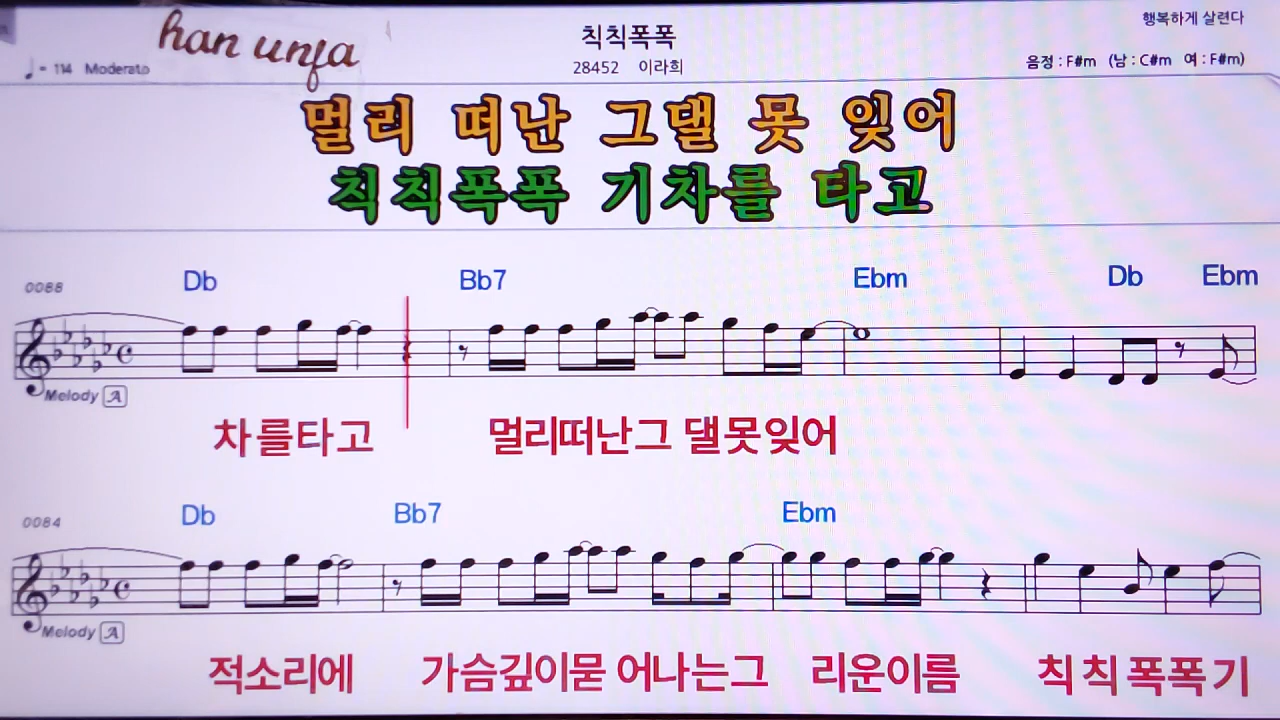 han unfa
칙칙폭폭
행복하게 살련다
♩= 114 Moderato
28452 이라희
음정 : F#m (남 : C#m 여 : F#m)
멀리 떠난 그댈 못 잊어
칙칙폭폭 기차를 타고
0088
Db Bb7 Ebm Db Ebm
Melody A
차를타고 멀리떠난그 댈못잊어
0084
Db Bb7 Ebm
Melody A
적소리에 가슴깊이묻 어나는그 리운이름 칙칙폭폭기